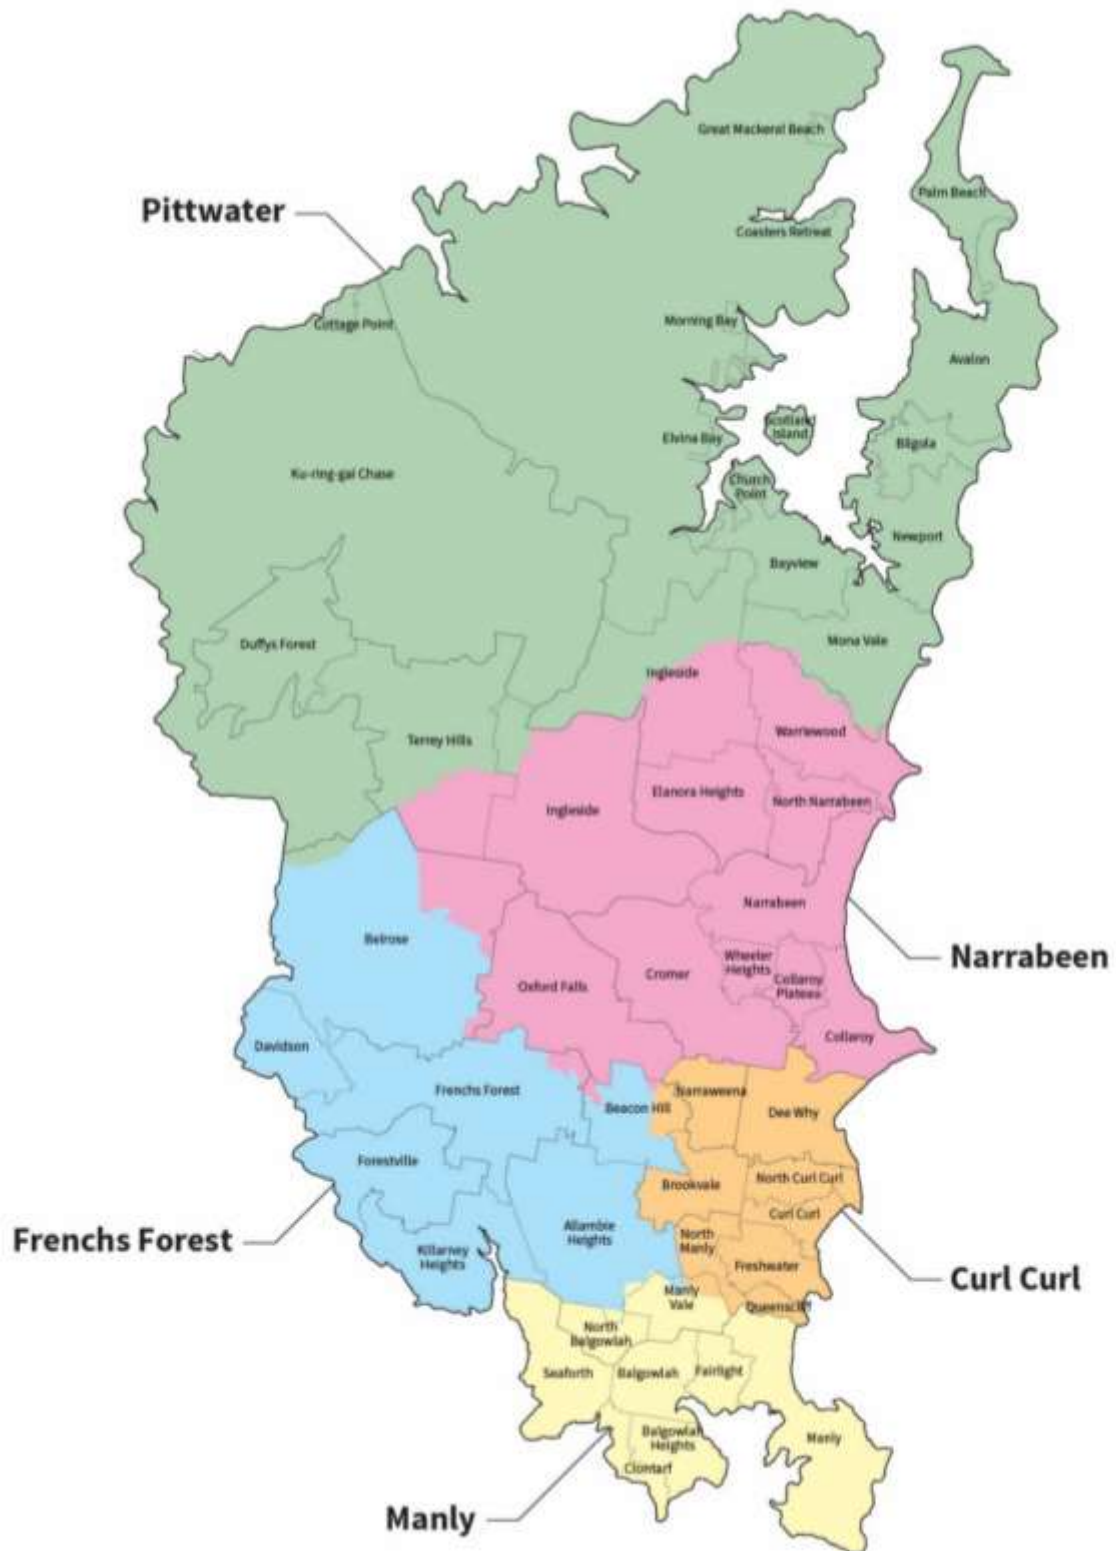 Great Mackeral Beach
Palm Beach
Pittwater
Coasters Retreat
Morning Bay
Cottage Point
Avalon
Scotland
Island
Elvina Bay
Bilgola
Ku-ring-gai Chase
Church
Point
Newport
Bayview
Duffys Forest
Mona Vale
Ingleside
Warriewood
Terrey Hills
Elanora Heights
North Narrabeen
Ingleside
Narrabeen
Belrose
Wheeler
Heights
Narrabeen
Cromer
Collaroy
Plateau
Oxford Falls
Collaroy
Davidson
Frenchs Forest
Narraweena
Beacon Hill
Dee Why
Forestville
North Curl Curl
Brookvale
Curl Curl
Allambie
Heights
Frenchs Forest
North
Manly
Killarney
Heights
Freshwater
Curl Curl
Manly
Vale
Queenscliff
North
Balgowlah
Seaforth
Balgowlah
Fairlight
Balgowlah
Heights
Manly
Clontarf
Manly